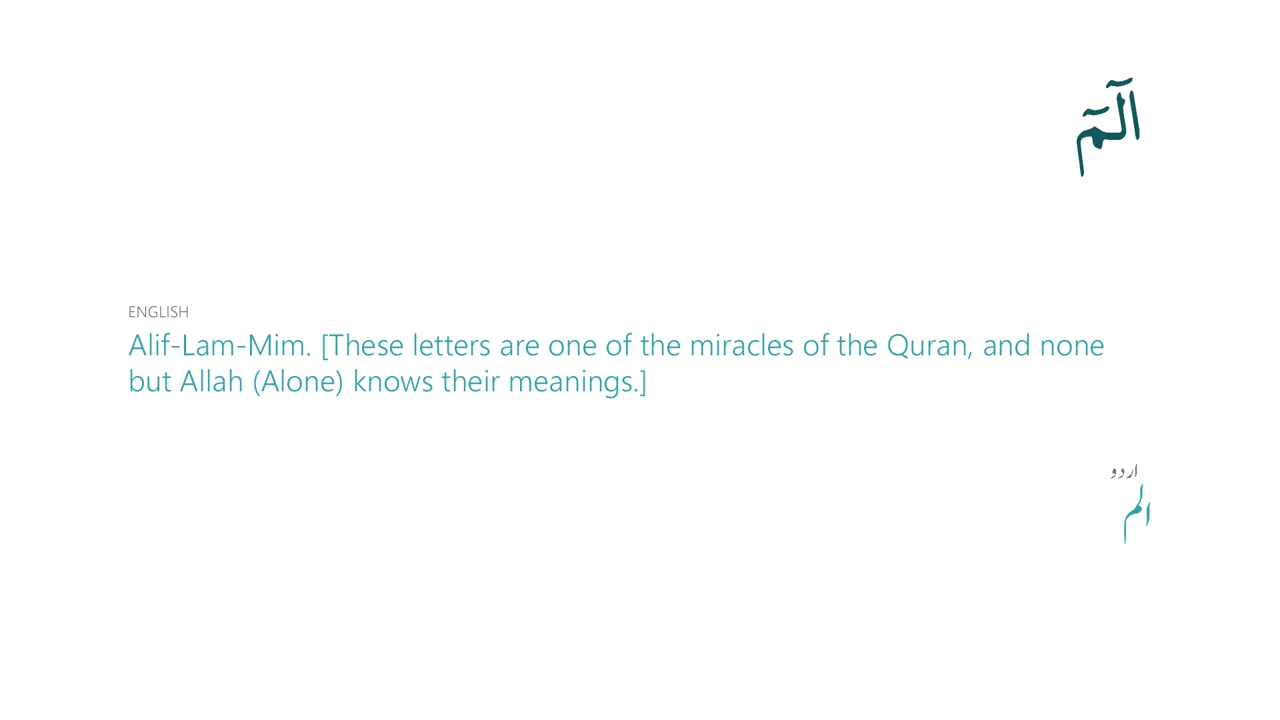 الٓمٓ
ENGLISH
Alif-Lam-Mim. [These letters are one of the miracles of the Quran, and none
but Allah (Alone) knows their meanings.]
اردو
الم